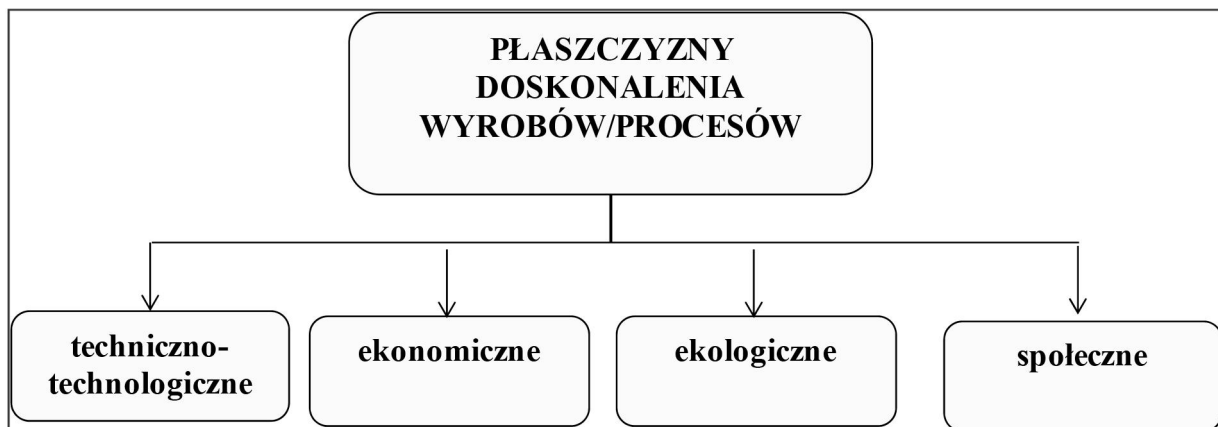 PŁASZCZYZNY
DOSKONALENIA
WYROBÓW/PROCESÓW
techniczno-
technologiczne
ekonomiczne
ekologiczne
społeczne